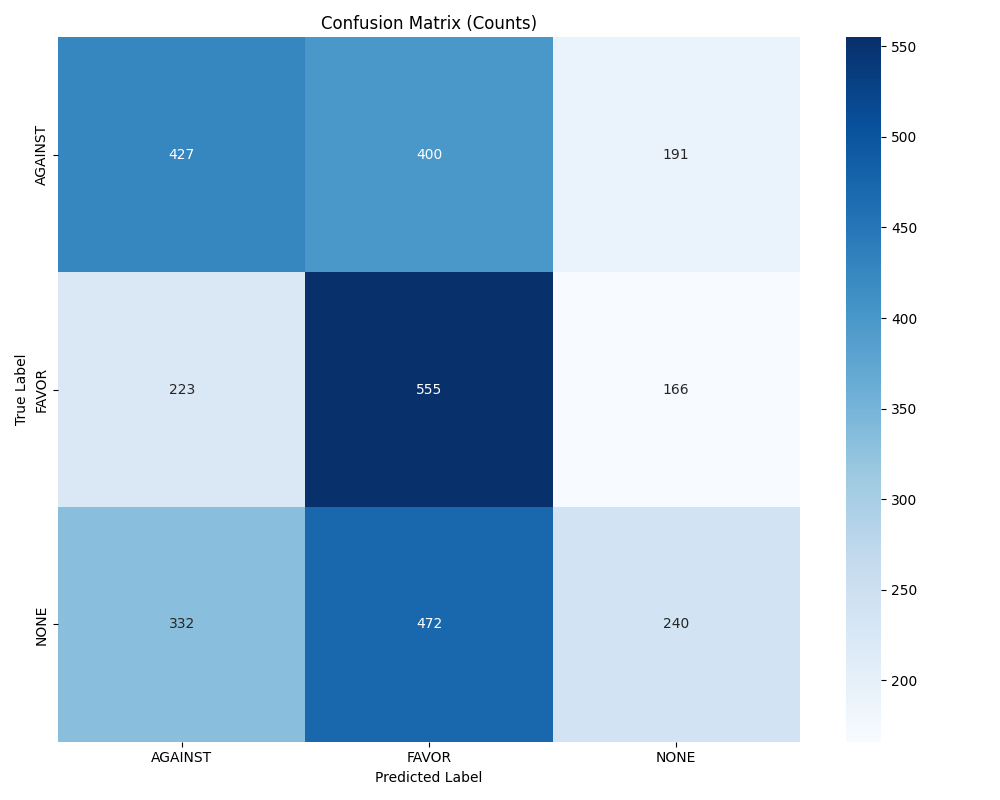 Confusion Matrix (Counts)
True Label
AGAINST
427
400
191
FAVOR
223
555
166
NONE
332
472
240
AGAINST
FAVOR
NONE
Predicted Label
550
500
450
400
350
300
250
200